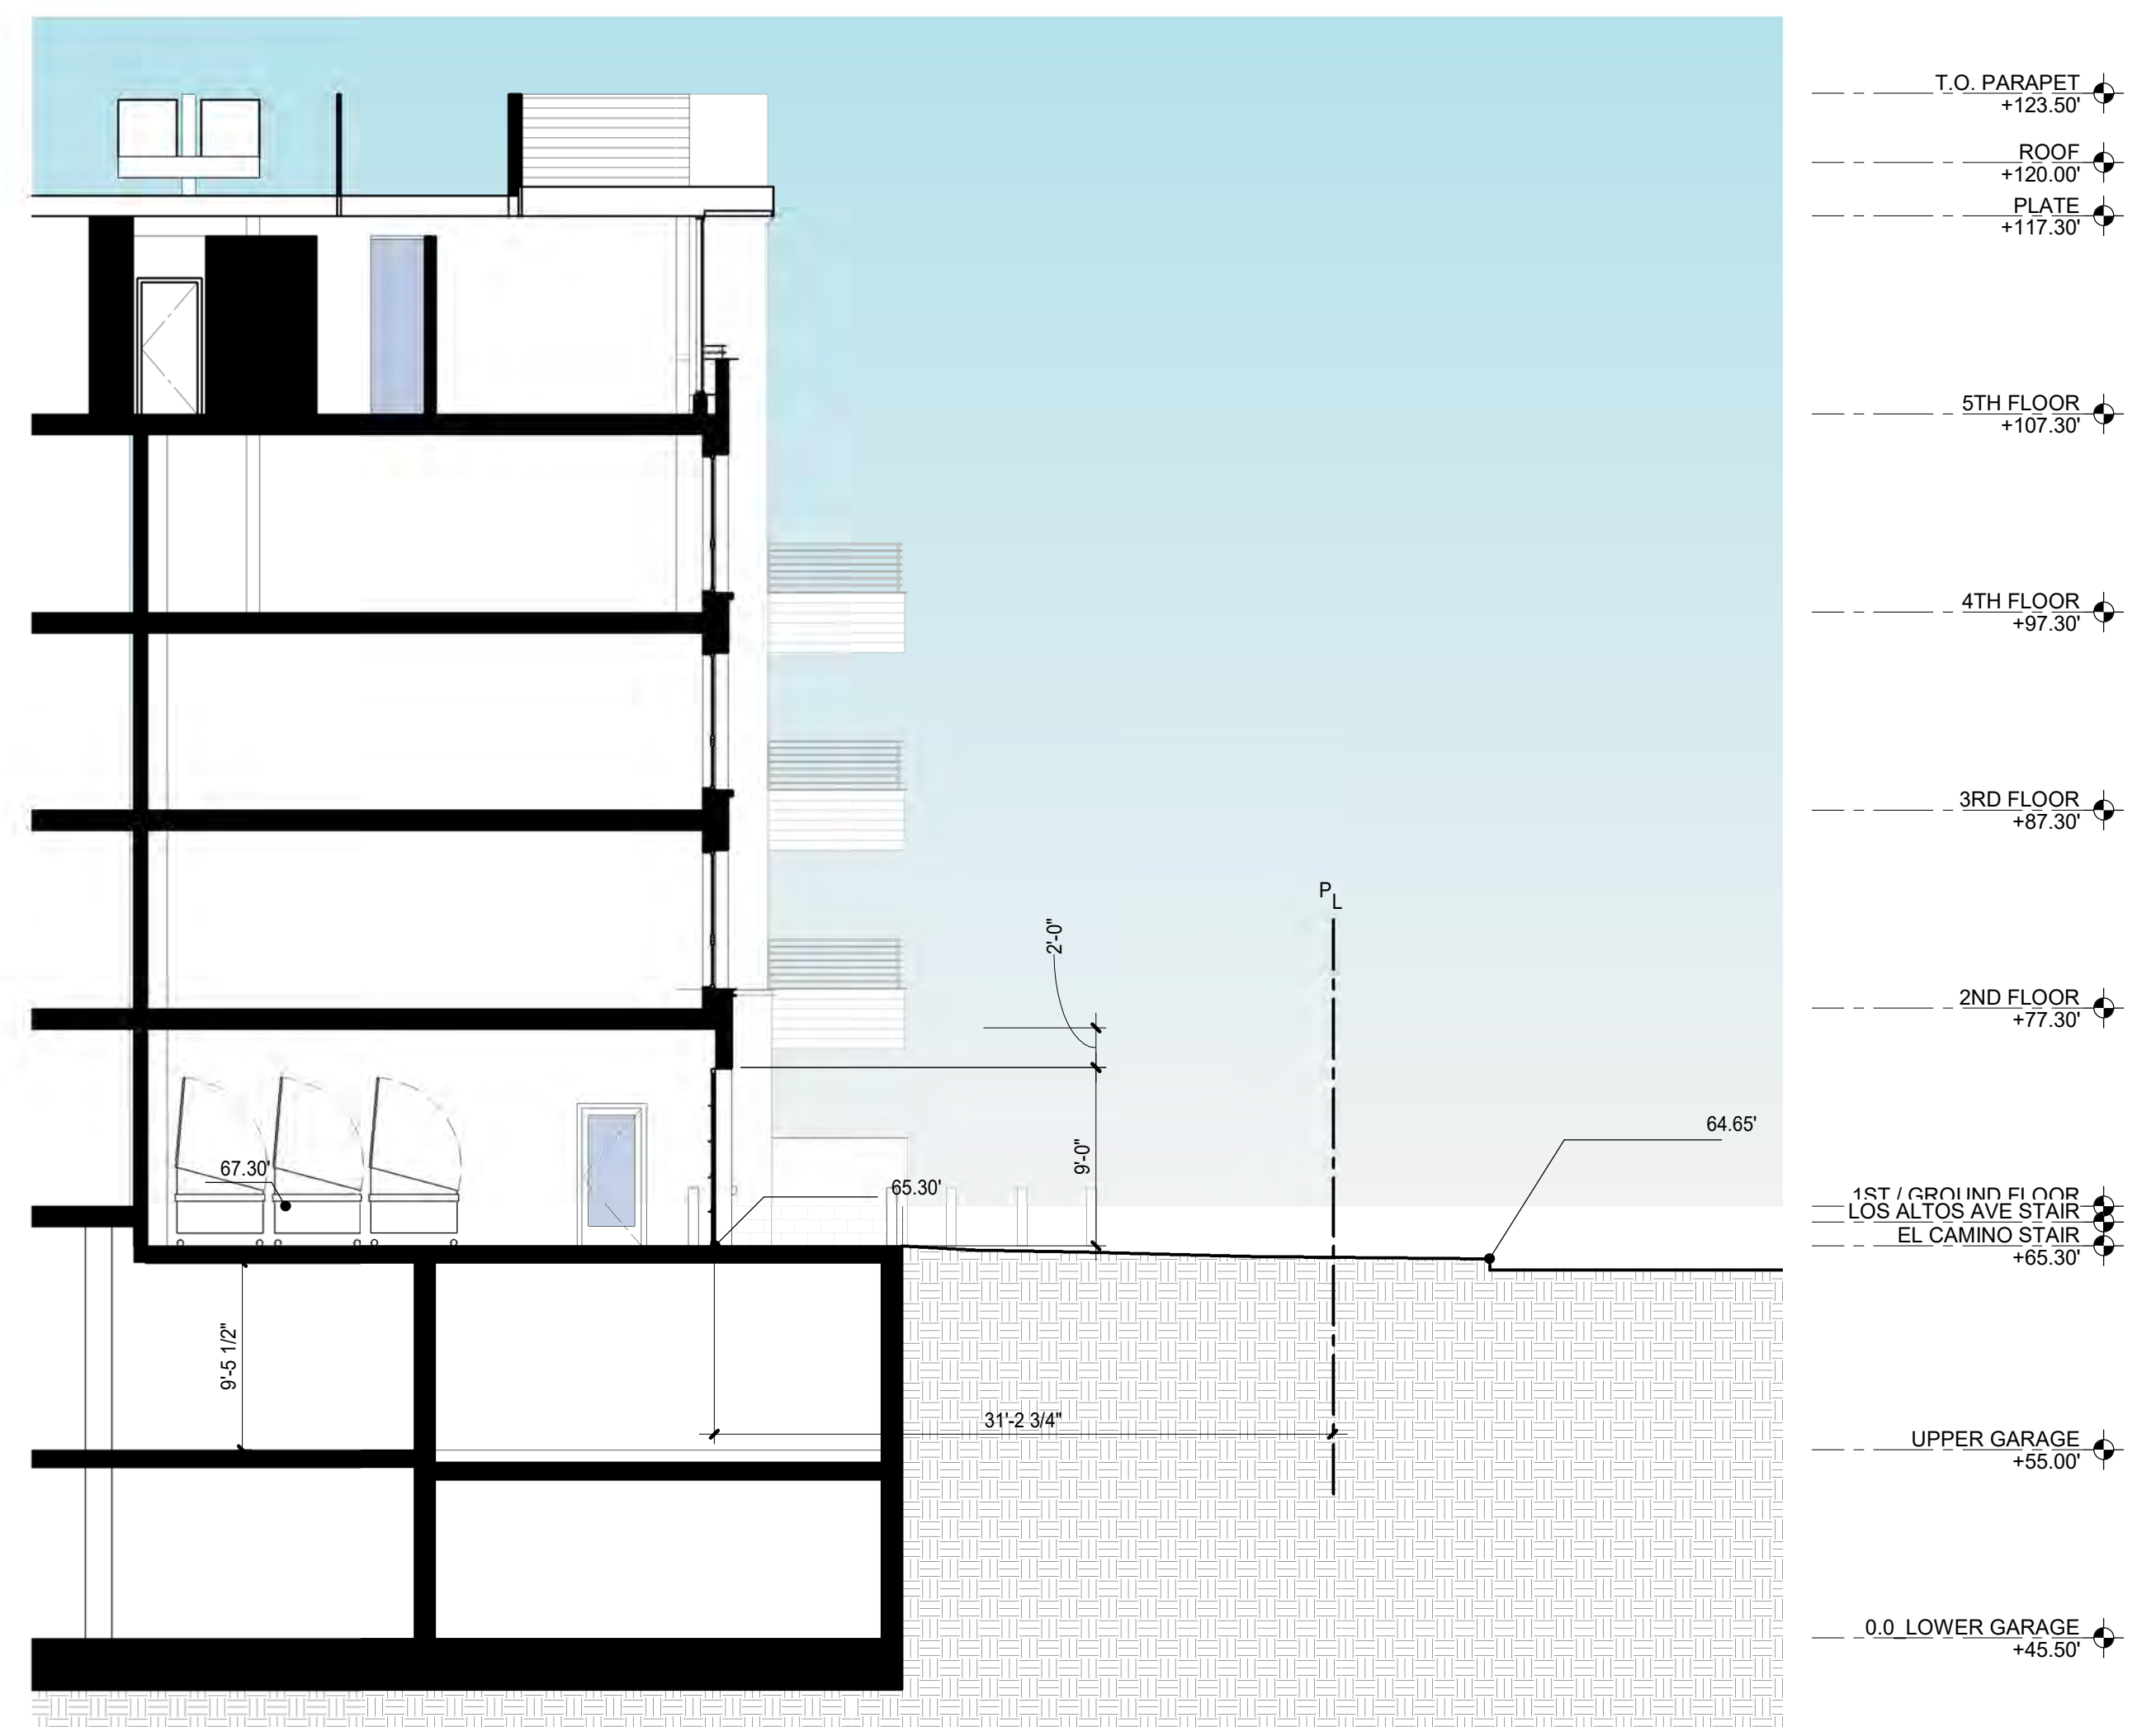 T.O. PARAPET
+123.50'
ROOF
+120.00'
PLATE
+117.30'
5TH FLOOR
+107.30'
4TH FLOOR
+97.30'
3RD FLOOR
+87.30'
P
L
2'-0"
2ND FLOOR
+77.30'
64.65'
9'-0"
67.30'
65.30'
1ST / GROUND FLOOR
LOS ALTOS AVE STAIR
EL CAMINO STAIR
+65.30'
9'-5 1/2"
31'-2 3/4"
UPPER GARAGE
+55.00'
0.0_LOWER GARAGE
+45.50'